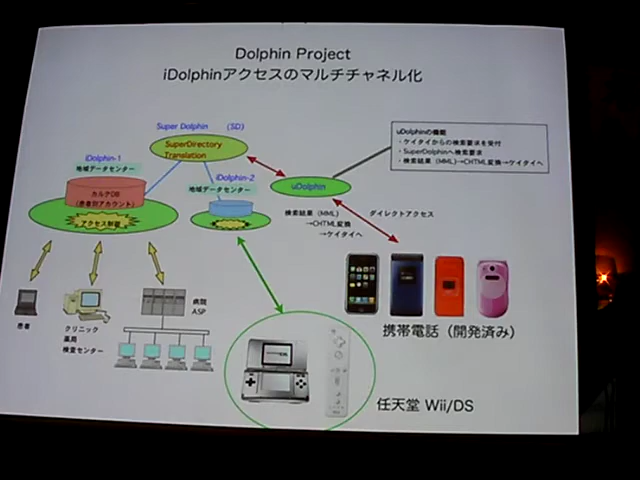 Dolphin Project
iDolphinアクセスのマルチチャネル化
Super Dolphin (SD)
SuperDirectory
Translation
iDolphin-1
地域データセンター
カルテDB
(患者別アカウント)
アクセス制御
iDolphin-2
地域データセンター
アクセス制御
uDolphin
uDolphinの機能
・ケイタイからの検索要求を受付
・SuperDolphinへ検索要求
・検索結果(MML)→CHTML変換→ケイタイへ
検索結果(MML)
→CHTML変換
→ケイタイへ
ダイレクトアクセス
患者
クリニック
薬局
検査センター
病院
ASP
携帯電話(開発済み)
任天堂 Wii/DS